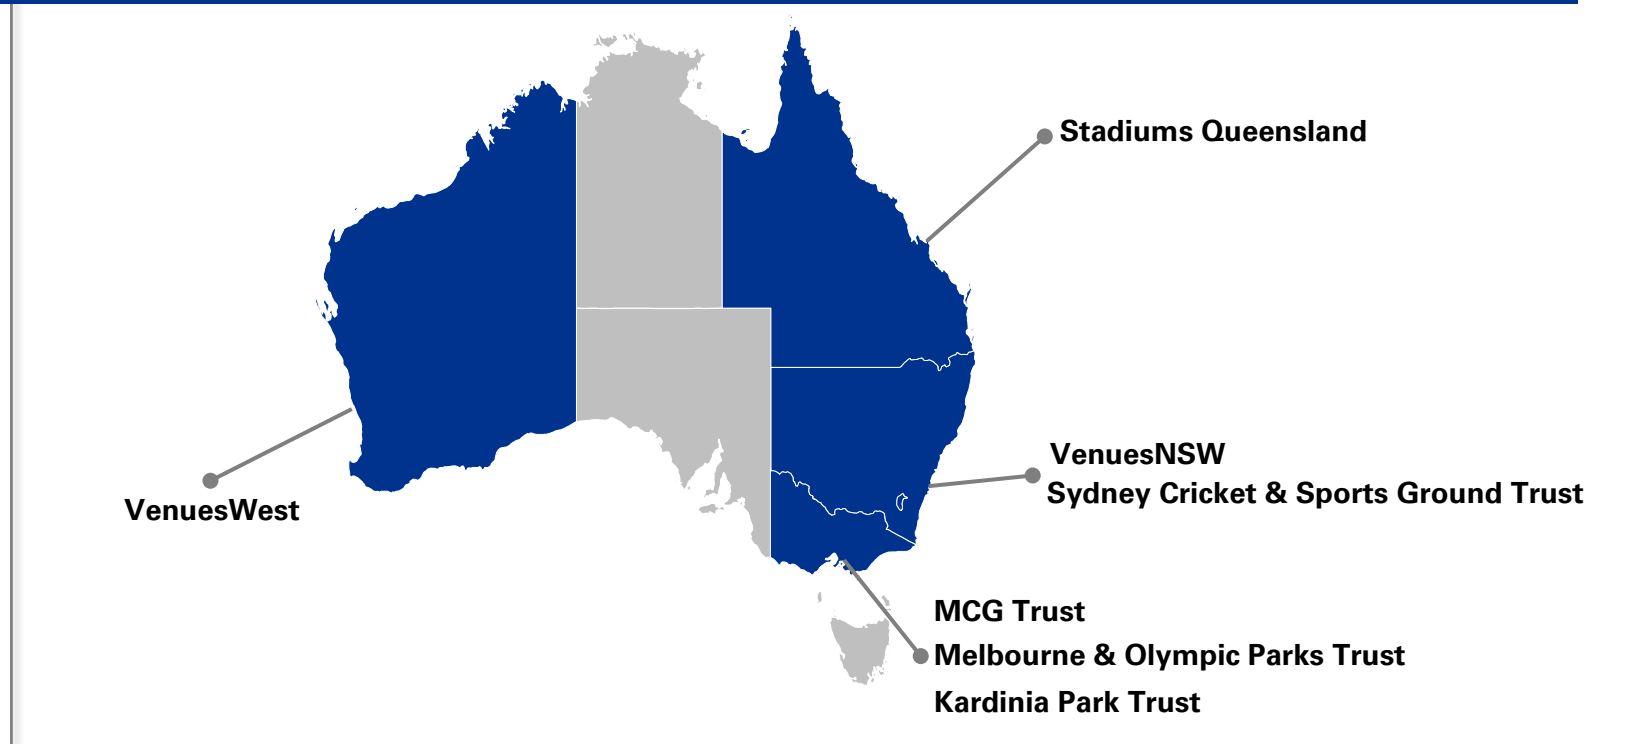 Stadiums Queensland
VenuesNSW
Sydney Cricket & Sports Ground Trust
VenuesWest
MCG Trust
Melbourne & Olympic Parks Trust
Kardinia Park Trust